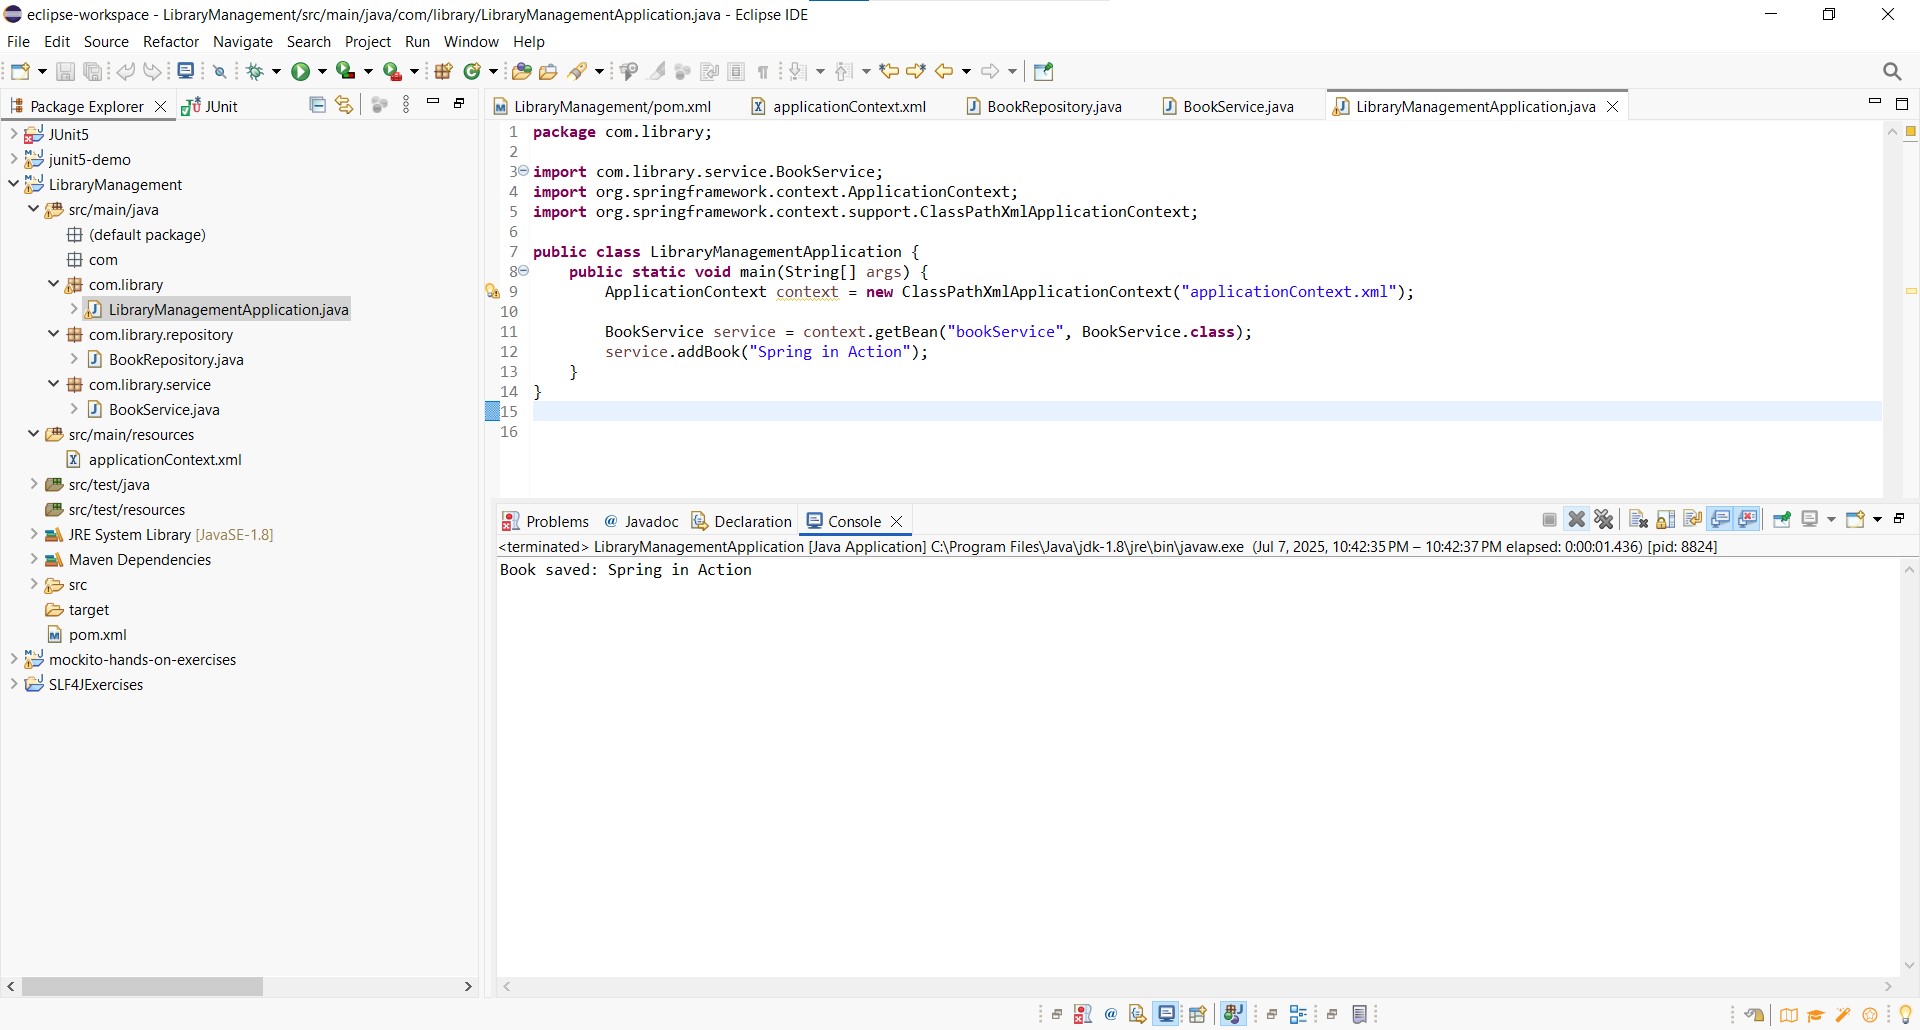 eclipse-workspace - LibraryManagement/src/main/java/com/library/LibraryManagementApplication.java - Eclipse IDE
File Edit Source Refactor Navigate Search Project Run Window Help
Package Explorer JUnit
JUnit5
junit5-demo
LibraryManagement
src/main/java
(default package)
com
com.library
LibraryManagementApplication.java
com.library.repository
BookRepository.java
com.library.service
BookService.java
src/main/resources
applicationContext.xml
src/test/java
src/test/resources
JRE System Library [JavaSE-1.8]
Maven Dependencies
src
target
pom.xml
mockito-hands-on-exercises
SLF4JExercises
LibraryManagement/pom.xml applicationContext.xml BookRepository.java BookService.java LibraryManagementApplication.java
1 package com.library;
2
3 import com.library.service.BookService;
4 import org.springframework.context.ApplicationContext;
5 import org.springframework.context.support.ClassPathXmlApplicationContext;
6
7 public class LibraryManagementApplication {
8     public static void main(String[] args) {
9         ApplicationContext context = new ClassPathXmlApplicationContext("applicationContext.xml");
10
11         BookService service = context.getBean("bookService", BookService.class);
12         service.addBook("Spring in Action");
13     }
14 }
15
16
Problems Javadoc Declaration Console
<terminated> LibraryManagementApplication [Java Application] C:\Program Files\Java\jdk-1.8\jre\bin\javaw.exe (Jul 7, 2025, 10:42:35 PM – 10:42:37 PM elapsed: 0:00:01.436) [pid: 8824]
Book saved: Spring in Action